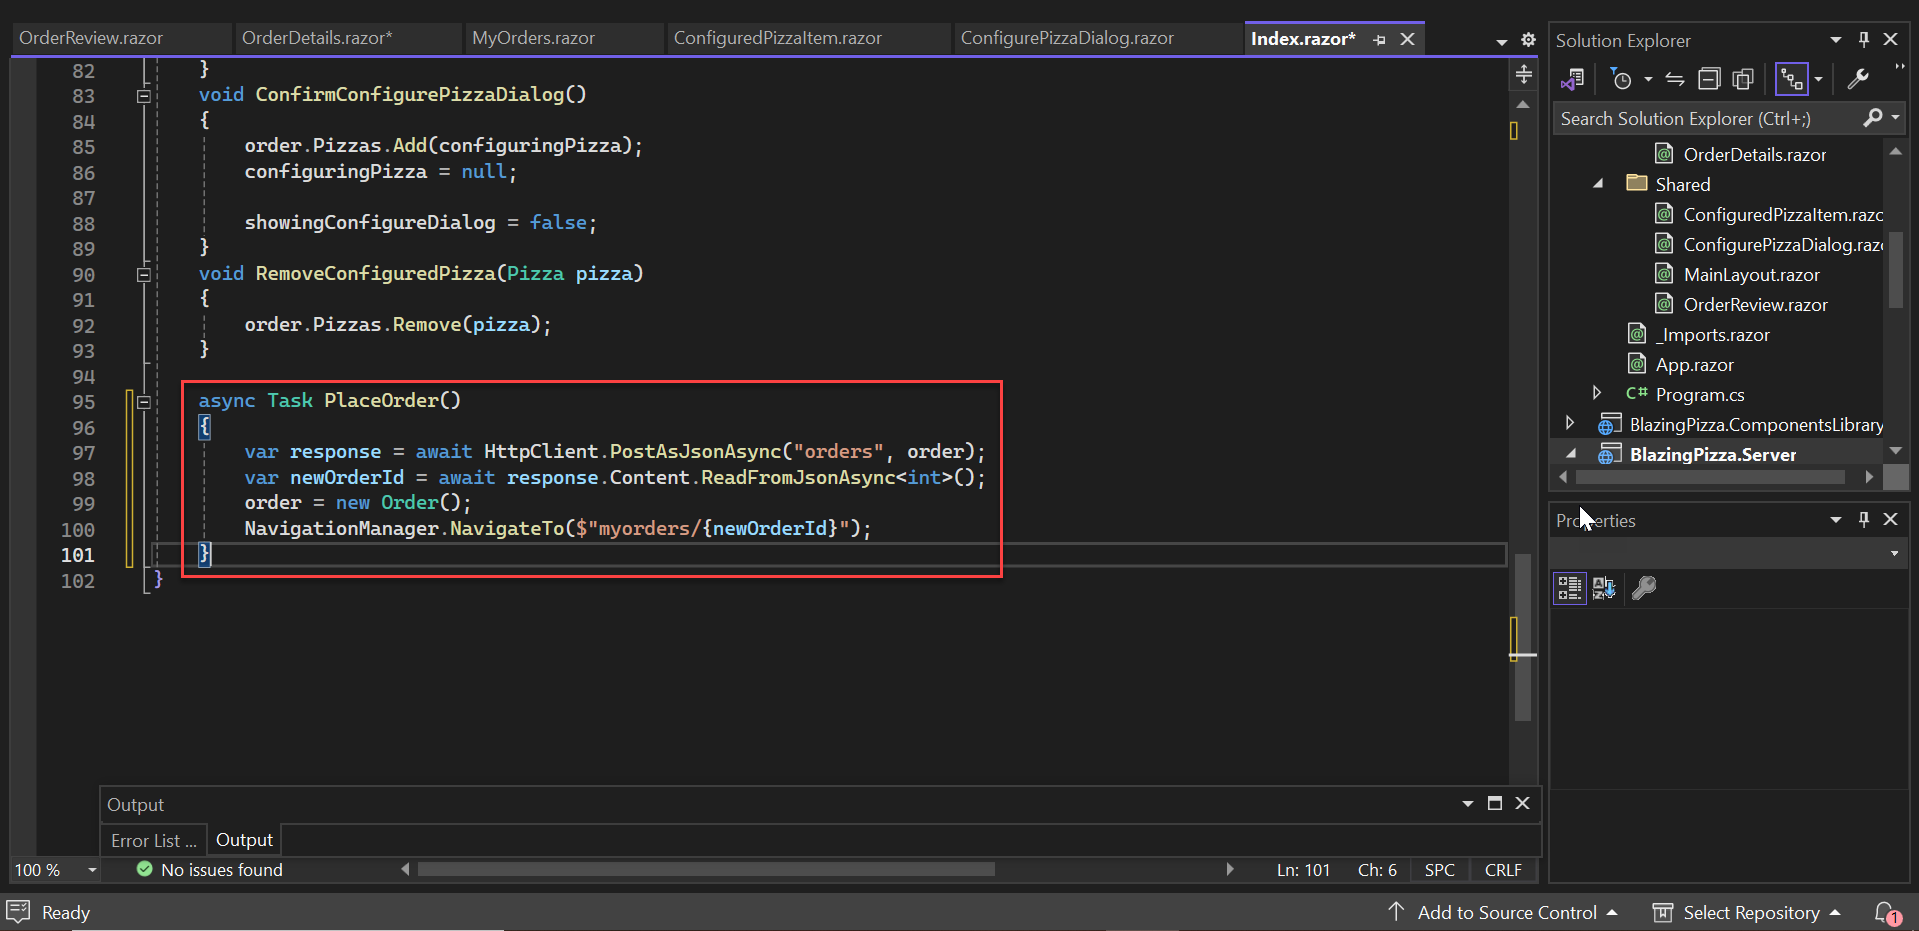 OrderReview.razor
OrderDetails.razor*
MyOrders.razor
ConfiguredPizzaItem.razor
ConfigurePizzaDialog.razor
Index.razor*
82 }
83 void ConfirmConfigurePizzaDialog()
84 {
85 order.Pizzas.Add(configuringPizza);
86 configuringPizza = null;
87
88 showingConfigureDialog = false;
89 }
90 void RemoveConfiguredPizza(Pizza pizza)
91 {
92 order.Pizzas.Remove(pizza);
93 }
94
95 async Task PlaceOrder()
96 {
97 var response = await HttpClient.PostAsJsonAsync("orders", order);
98 var newOrderId = await response.Content.ReadFromJsonAsync<int>();
99 order = new Order();
100 NavigationManager.NavigateTo($"myorders/{newOrderId}");
101 }
102 }
Output
Error List ...
Output
100 %
No issues found
Ln: 101
Ch: 6
SPC
CRLF
Solution Explorer
Search Solution Explorer (Ctrl+;)
OrderDetails.razor
Shared
ConfiguredPizzaItem.razo
ConfigurePizzaDialog.razo
MainLayout.razor
OrderReview.razor
_Imports.razor
App.razor
C# Program.cs
BlazingPizza.ComponentsLibrary
BlazingPizza.Server
Properties
Ready
Add to Source Control
Select Repository
1